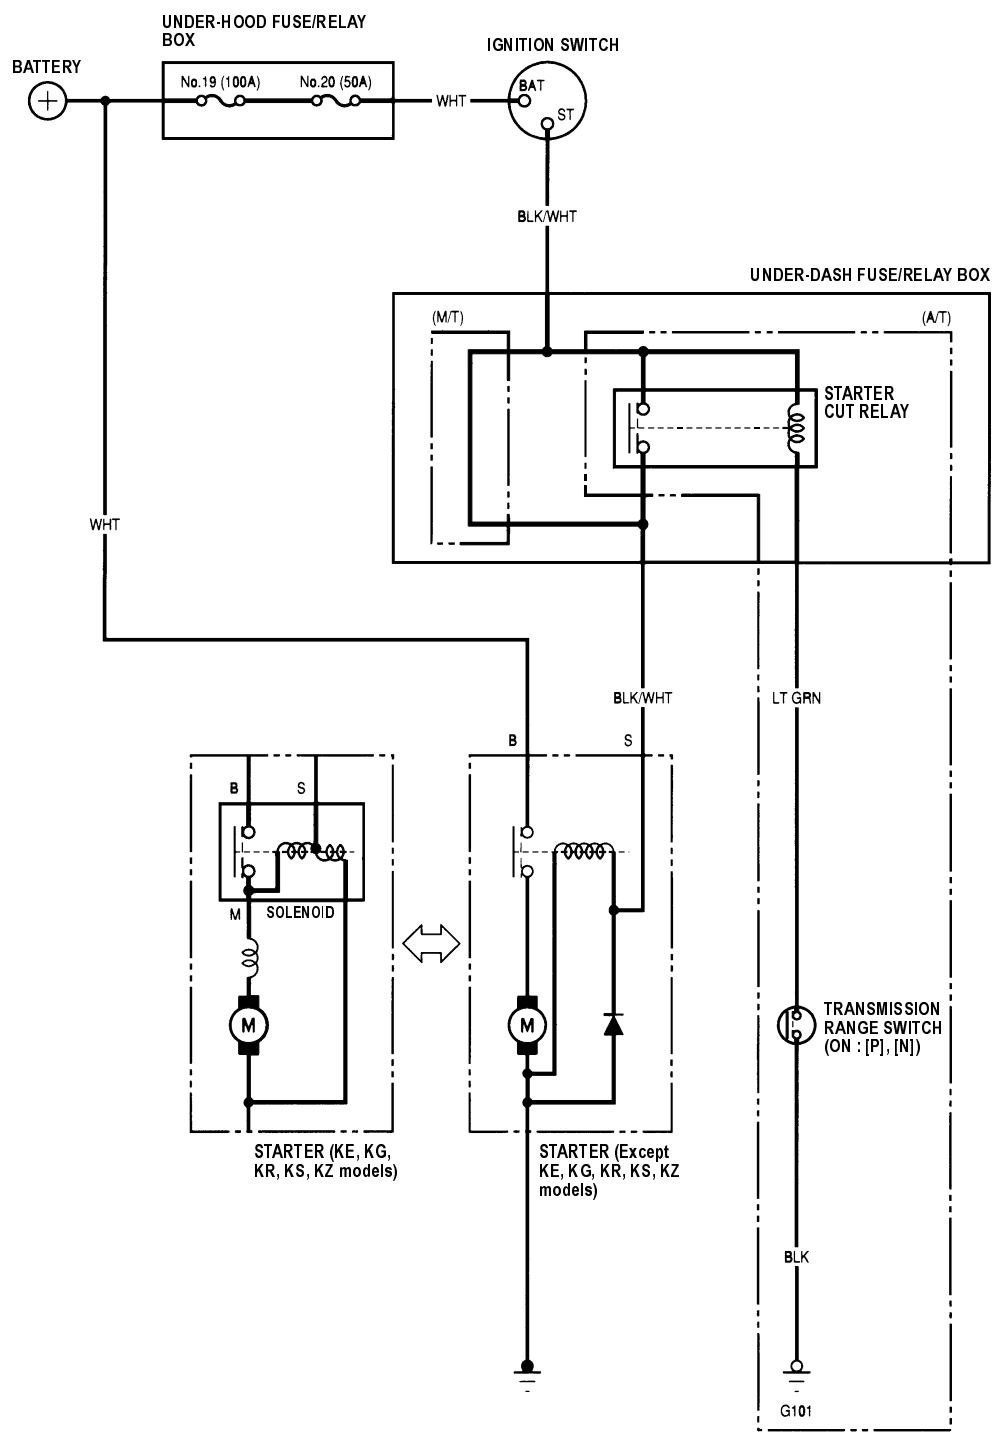 UNDER-HOOD FUSE/RELAY
BOX
IGNITION SWITCH
BATTERY
No.19 (100A)
No.20 (50A)
BAT
WHT
ST
BLK/WHT
UNDER-DASH FUSE/RELAY BOX
(M/T)
(A/T)
STARTER
CUT RELAY
WHT
BLK/WHT
LT GRN
B
S
B
S
M
SOLENOID
M
M
TRANSMISSION
RANGE SWITCH
(ON : [P], [N])
STARTER (KE, KG,
KR, KS, KZ models)
STARTER (Except
KE, KG, KR, KS, KZ
models)
BLK
G101